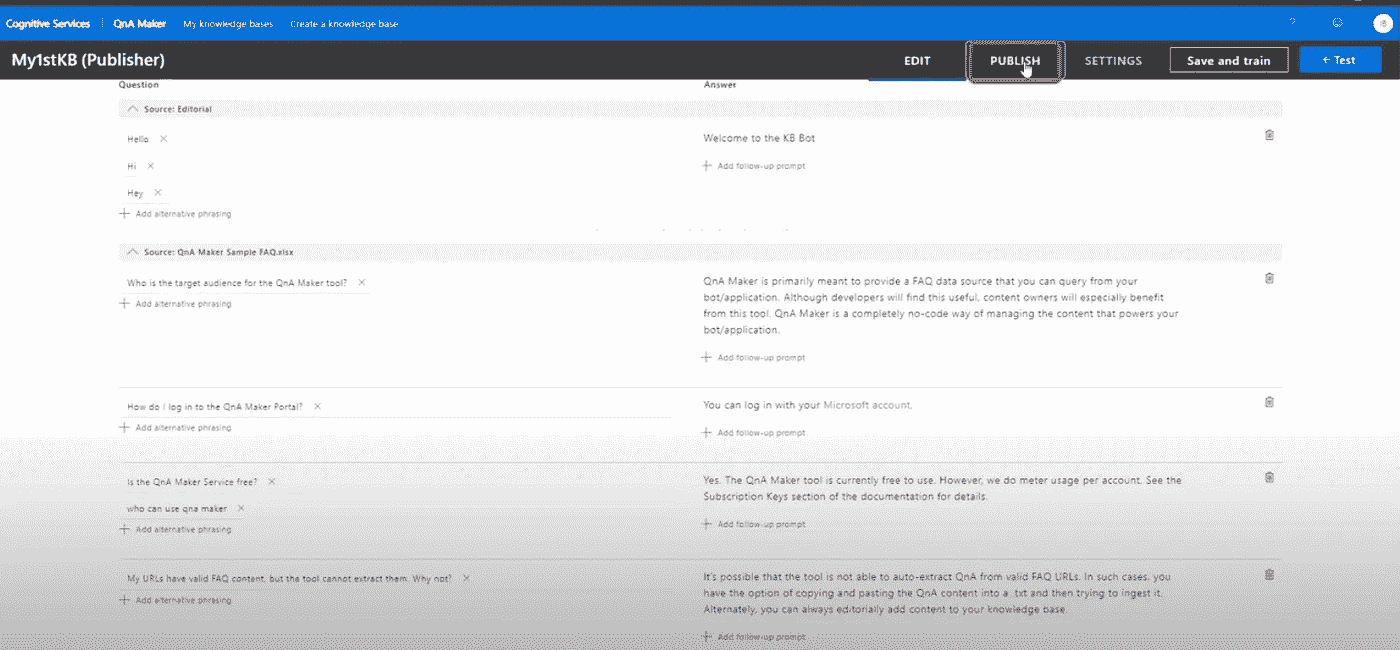 Cognitive Services | QnA Maker My knowledge bases Create a knowledge base ?
My1stKB (Publisher) EDIT PUBLISH SETTINGS Save and train ← Test
Question Answer
Source: Editorial
Hello × Welcome to the KB Bot
Hi × + Add follow-up prompt
Hey ×
+ Add alternative phrasing
Source: QnA Maker Sample FAQ.xlsx
Who is the target audience for the QnA Maker tool? ×
+ Add alternative phrasing
QnA Maker is primarily meant to provide a FAQ data source that you can query from your
bot/application. Although developers will find this useful, content owners will especially benefit
from this tool. QnA Maker is a completely no-code way of managing the content that powers your
bot/application.
+ Add follow-up prompt
How do I log in to the QnA Maker Portal? ×
+ Add alternative phrasing
You can log in with your Microsoft account.
+ Add follow-up prompt
Is the QnA Maker Service free? ×
who can use qna maker ×
+ Add alternative phrasing
Yes. The QnA Maker tool is currently free to use. However, we do meter usage per account. See the
Subscription Keys section of the documentation for details.
+ Add follow-up prompt
My URLs have valid FAQ content, but the tool cannot extract them. Why not? ×
+ Add alternative phrasing
It's possible that the tool is not able to auto-extract QnA from valid FAQ URLs. In such cases, you
have the option of copying and pasting the QnA content into a .txt and then trying to ingest it.
Alternately, you can always editorially add content to your knowledge base.
+ Add follow-up prompt